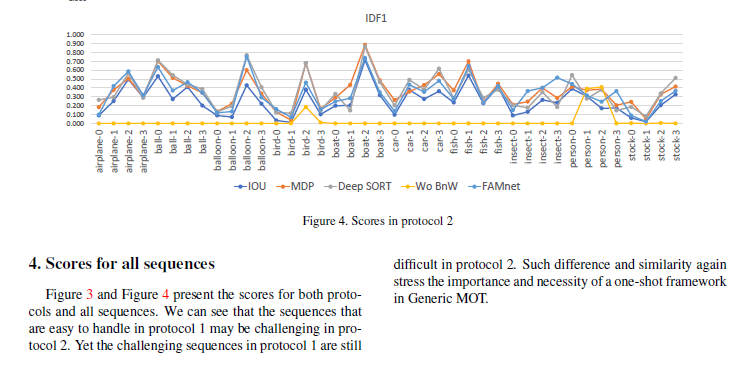 IDF1
1.000
0.900
0.800
0.700
0.600
0.500
0.400
0.300
0.200
0.100
0.000
airplane-0
airplane-1
airplane-2
airplane-3
ball-0
ball-1
ball-2
ball-3
balloon-0
balloon-1
balloon-2
balloon-3
bird-0
bird-1
bird-2
bird-3
boat-0
boat-1
boat-2
boat-3
car-0
car-1
car-2
car-3
fish-0
fish-1
fish-2
fish-3
insect-0
insect-1
insect-2
insect-3
person-0
person-1
person-2
person-3
stock-0
stock-1
stock-2
stock-3
IOU MDP Deep SORT Wo BnW FAMnet
Figure 4. Scores in protocol 2
4. Scores for all sequences
Figure 3 and Figure 4 present the scores for both proto-
cols and all sequences. We can see that the sequences that
are easy to handle in protocol 1 may be challenging in pro-
tocol 2. Yet the challenging sequences in protocol 1 are still
difficult in protocol 2. Such difference and similarity again
stress the importance and necessity of a one-shot framework
in Generic MOT.